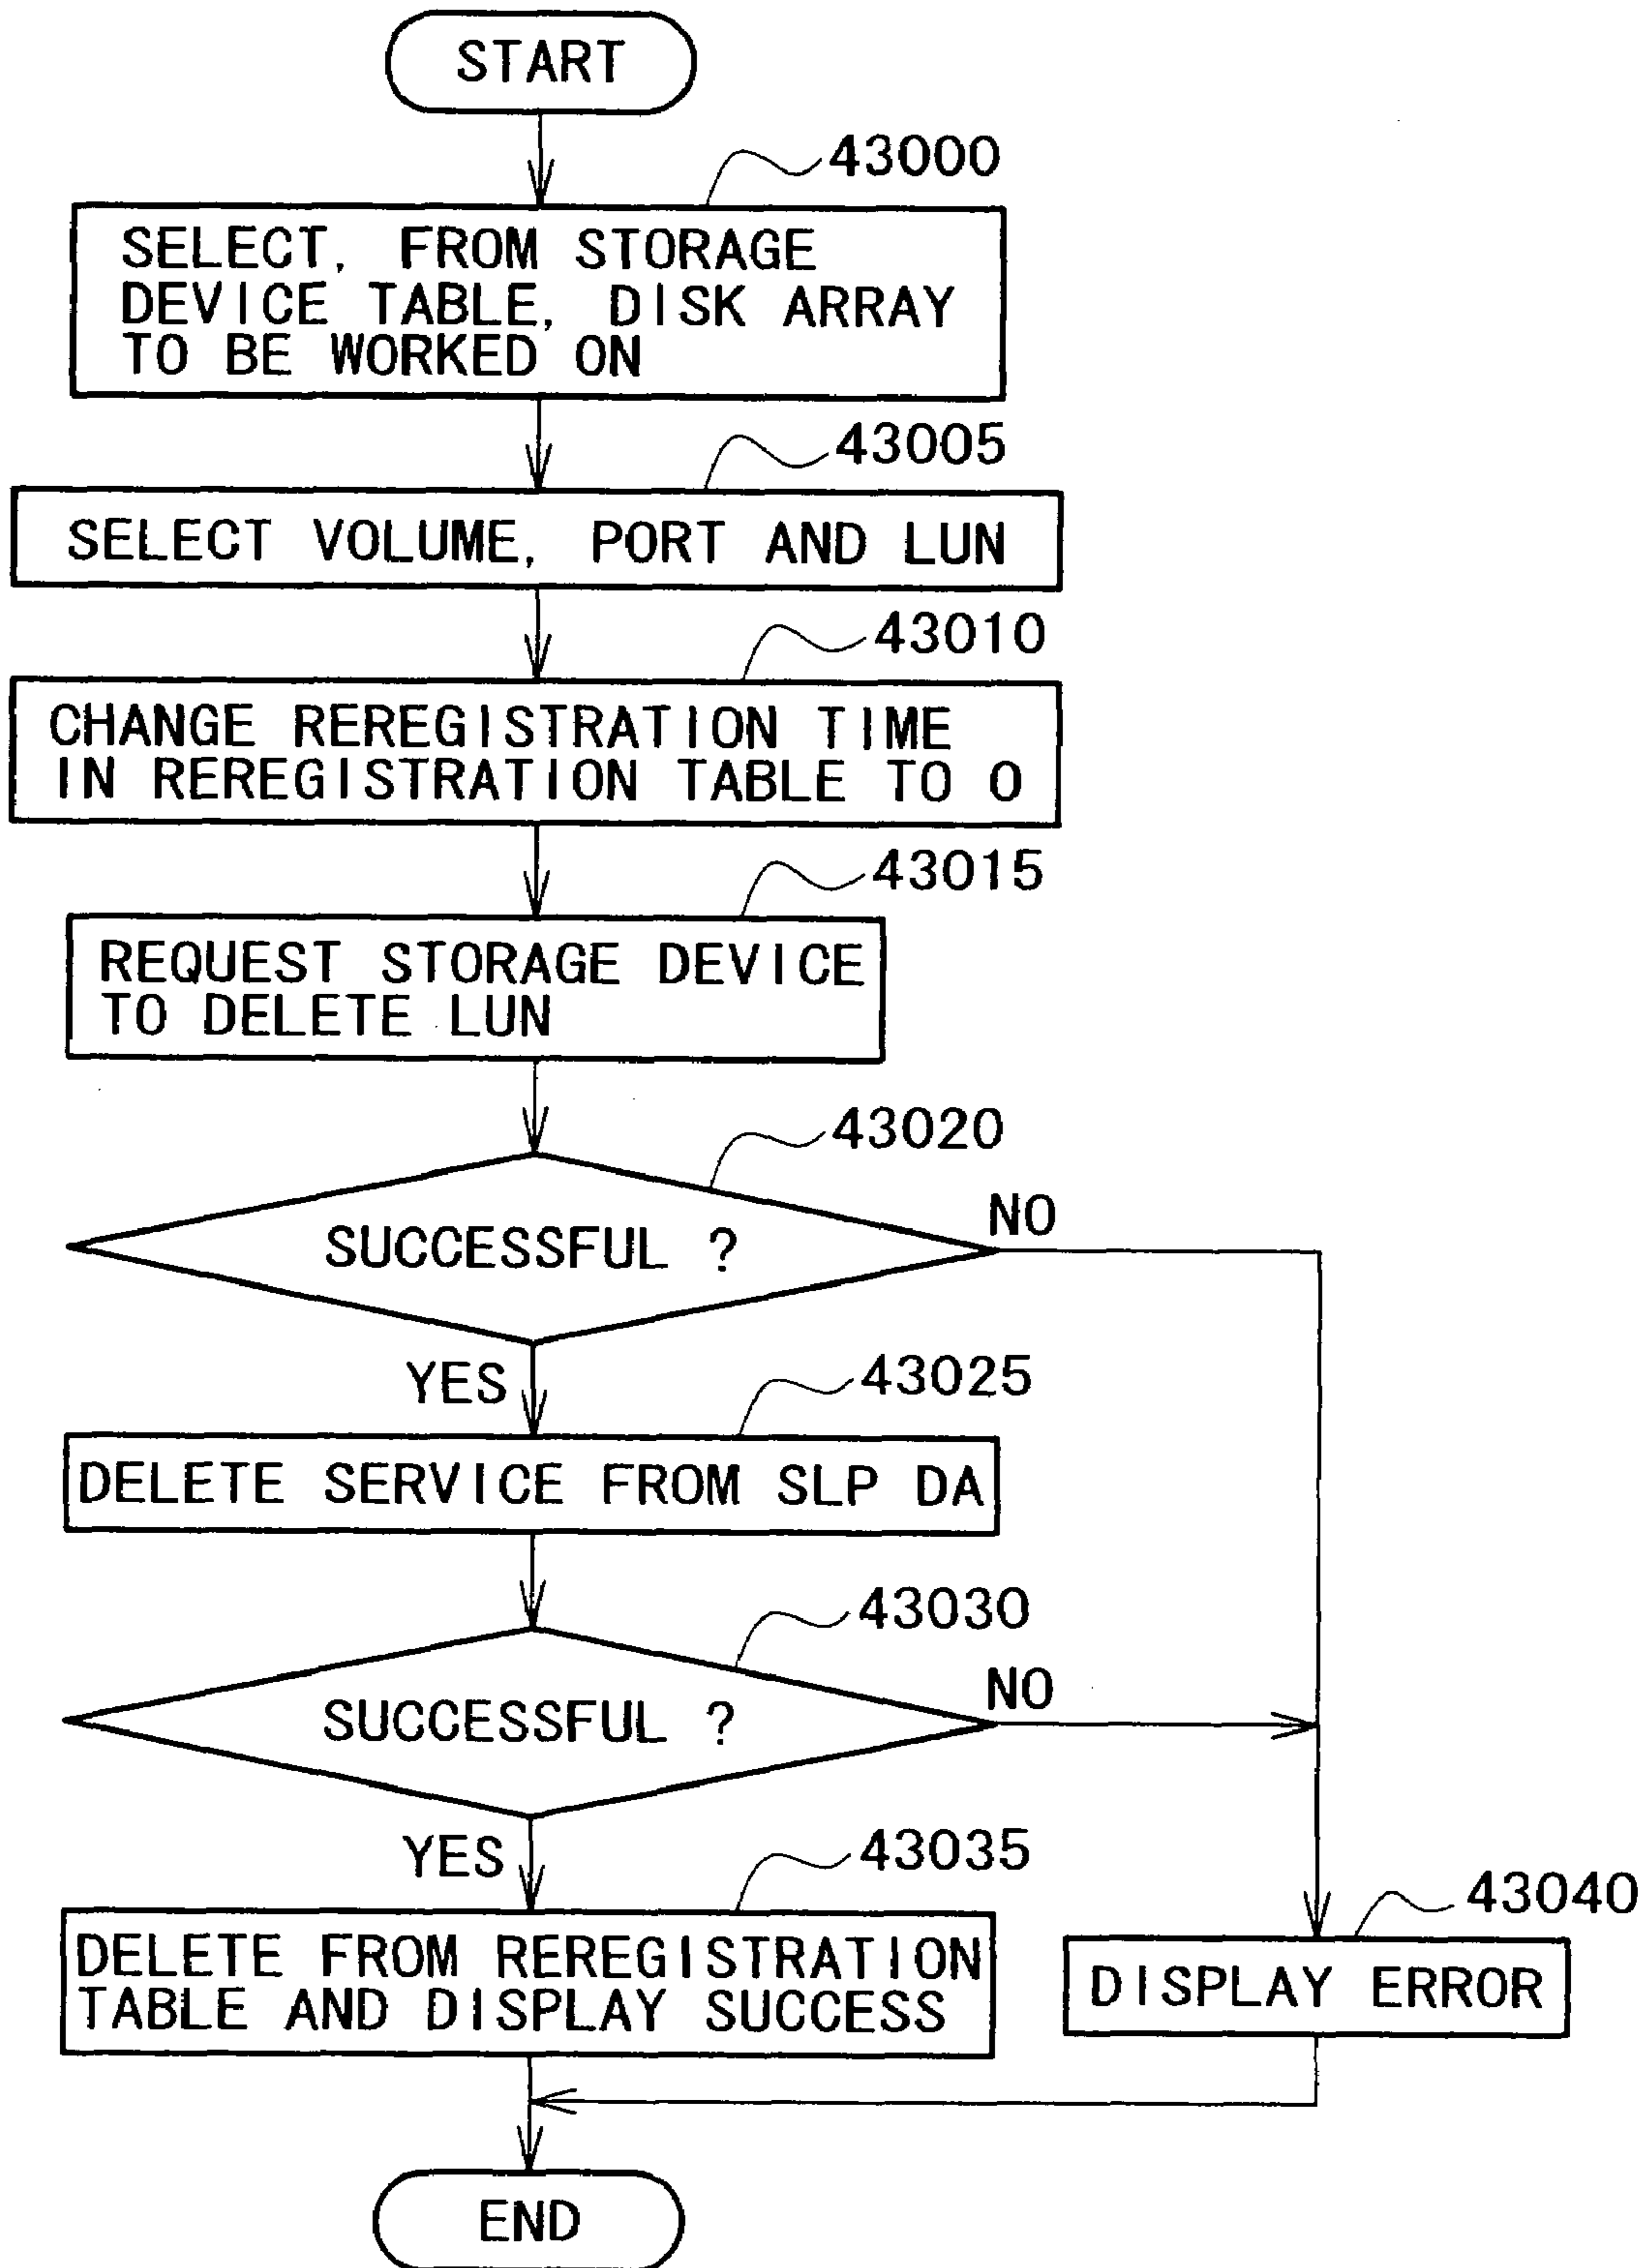 START
43000
SELECT, FROM STORAGE
DEVICE TABLE, DISK ARRAY
TO BE WORKED ON
43005
SELECT VOLUME, PORT AND LUN
43010
CHANGE REREGISTRATION TIME
IN REREGISTRATION TABLE TO 0
43015
REQUEST STORAGE DEVICE
TO DELETE LUN
43020
SUCCESSFUL ?
NO
YES
43025
DELETE SERVICE FROM SLP DA
43030
SUCCESSFUL ?
NO
YES
43035
DELETE FROM REREGISTRATION
TABLE AND DISPLAY SUCCESS
43040
DISPLAY ERROR
END